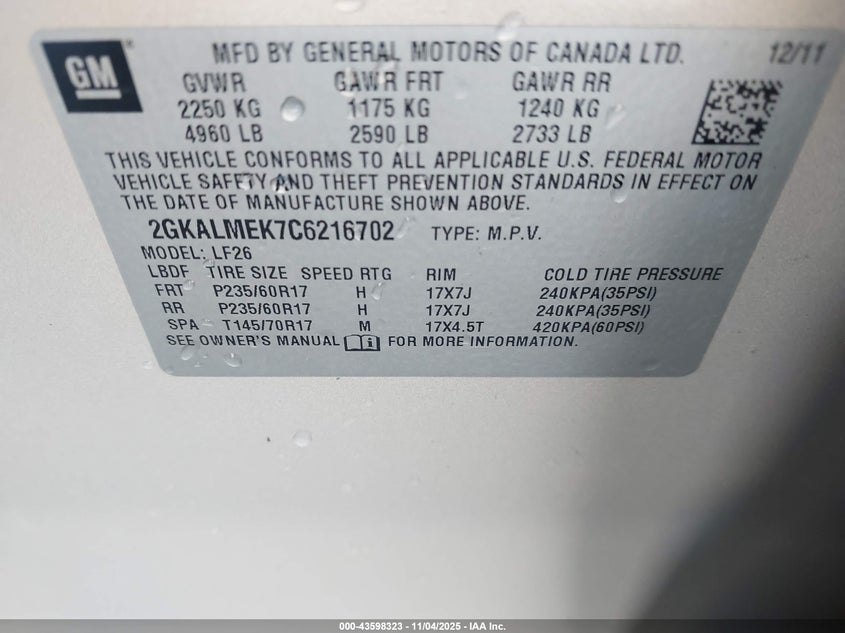 GM
MFD BY GENERAL MOTORS OF CANADA LTD. 12/11
GVWR GAWR FRT GAWR RR
2250 KG 1175 KG 1240 KG
4960 LB 2590 LB 2733 LB
THIS VEHICLE CONFORMS TO ALL APPLICABLE U.S. FEDERAL MOTOR
VEHICLE SAFETY AND THEFT PREVENTION STANDARDS IN EFFECT ON
THE DATE OF MANUFACTURE SHOWN ABOVE.
2GKALMEK7C6216702 TYPE: M.P.V.
MODEL: LF26
LBDF TIRE SIZE SPEED RTG RIM COLD TIRE PRESSURE
FRT P235/60R17 H 17X7J 240KPA(35PSI)
RR P235/60R17 H 17X7J 240KPA(35PSI)
SPA T145/70R17 M 17X4.5T 420KPA(60PSI)
SEE OWNER'S MANUAL FOR MORE INFORMATION.
000-43598323 - 11/04/2025 - IAA Inc.